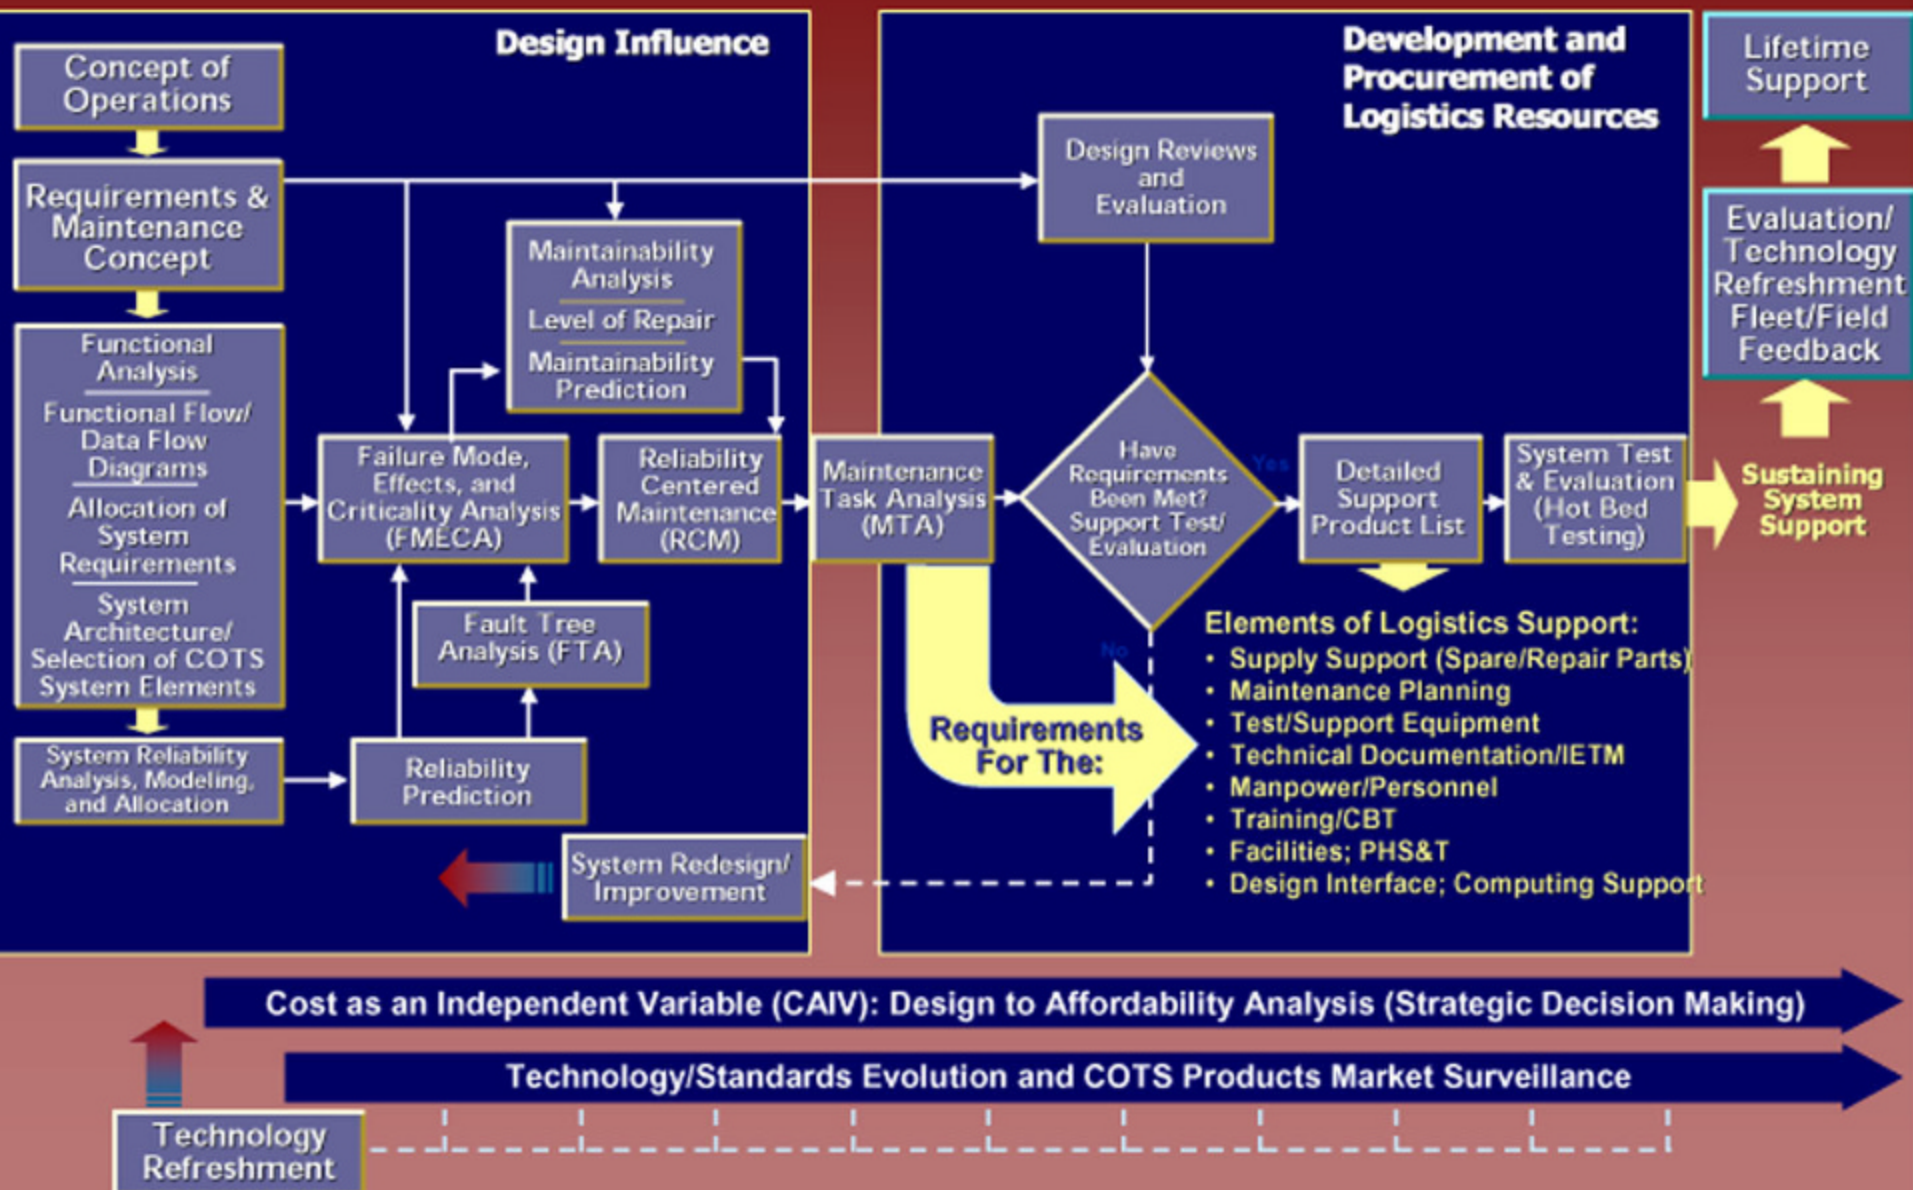 Design Influence
Concept of
Operations
Requirements &
Maintenance
Concept
Functional
Analysis
Functional Flow/
Data Flow
Diagrams
Allocation of
System
Requirements
System
Architecture/
Selection of COTS
System Elements
System Reliability
Analysis, Modeling,
and Allocation
Maintainability
Analysis
Level of Repair
Maintainability
Prediction
Failure Mode,
Effects, and
Criticality Analysis
(FMECA)
Reliability
Centered
Maintenance
(RCM)
Fault Tree
Analysis (FTA)
Reliability
Prediction
System Redesign/
Improvement
Development and
Procurement of
Logistics Resources
Design Reviews
and
Evaluation
Maintenance
Task Analysis
(MTA)
Have
Requirements
Been Met?
Support Test/
Evaluation
Yes
No
Detailed
Support
Product List
System Test
& Evaluation
(Hot Bed
Testing)
Requirements
For The:
Elements of Logistics Support:
• Supply Support (Spare/Repair Parts)
• Maintenance Planning
• Test/Support Equipment
• Technical Documentation/IETM
• Manpower/Personnel
• Training/CBT
• Facilities; PHS&T
• Design Interface; Computing Support
Lifetime
Support
Evaluation/
Technology
Refreshment
Fleet/Field
Feedback
Sustaining
System
Support
Cost as an Independent Variable (CAIV): Design to Affordability Analysis (Strategic Decision Making)
Technology/Standards Evolution and COTS Products Market Surveillance
Technology
Refreshment